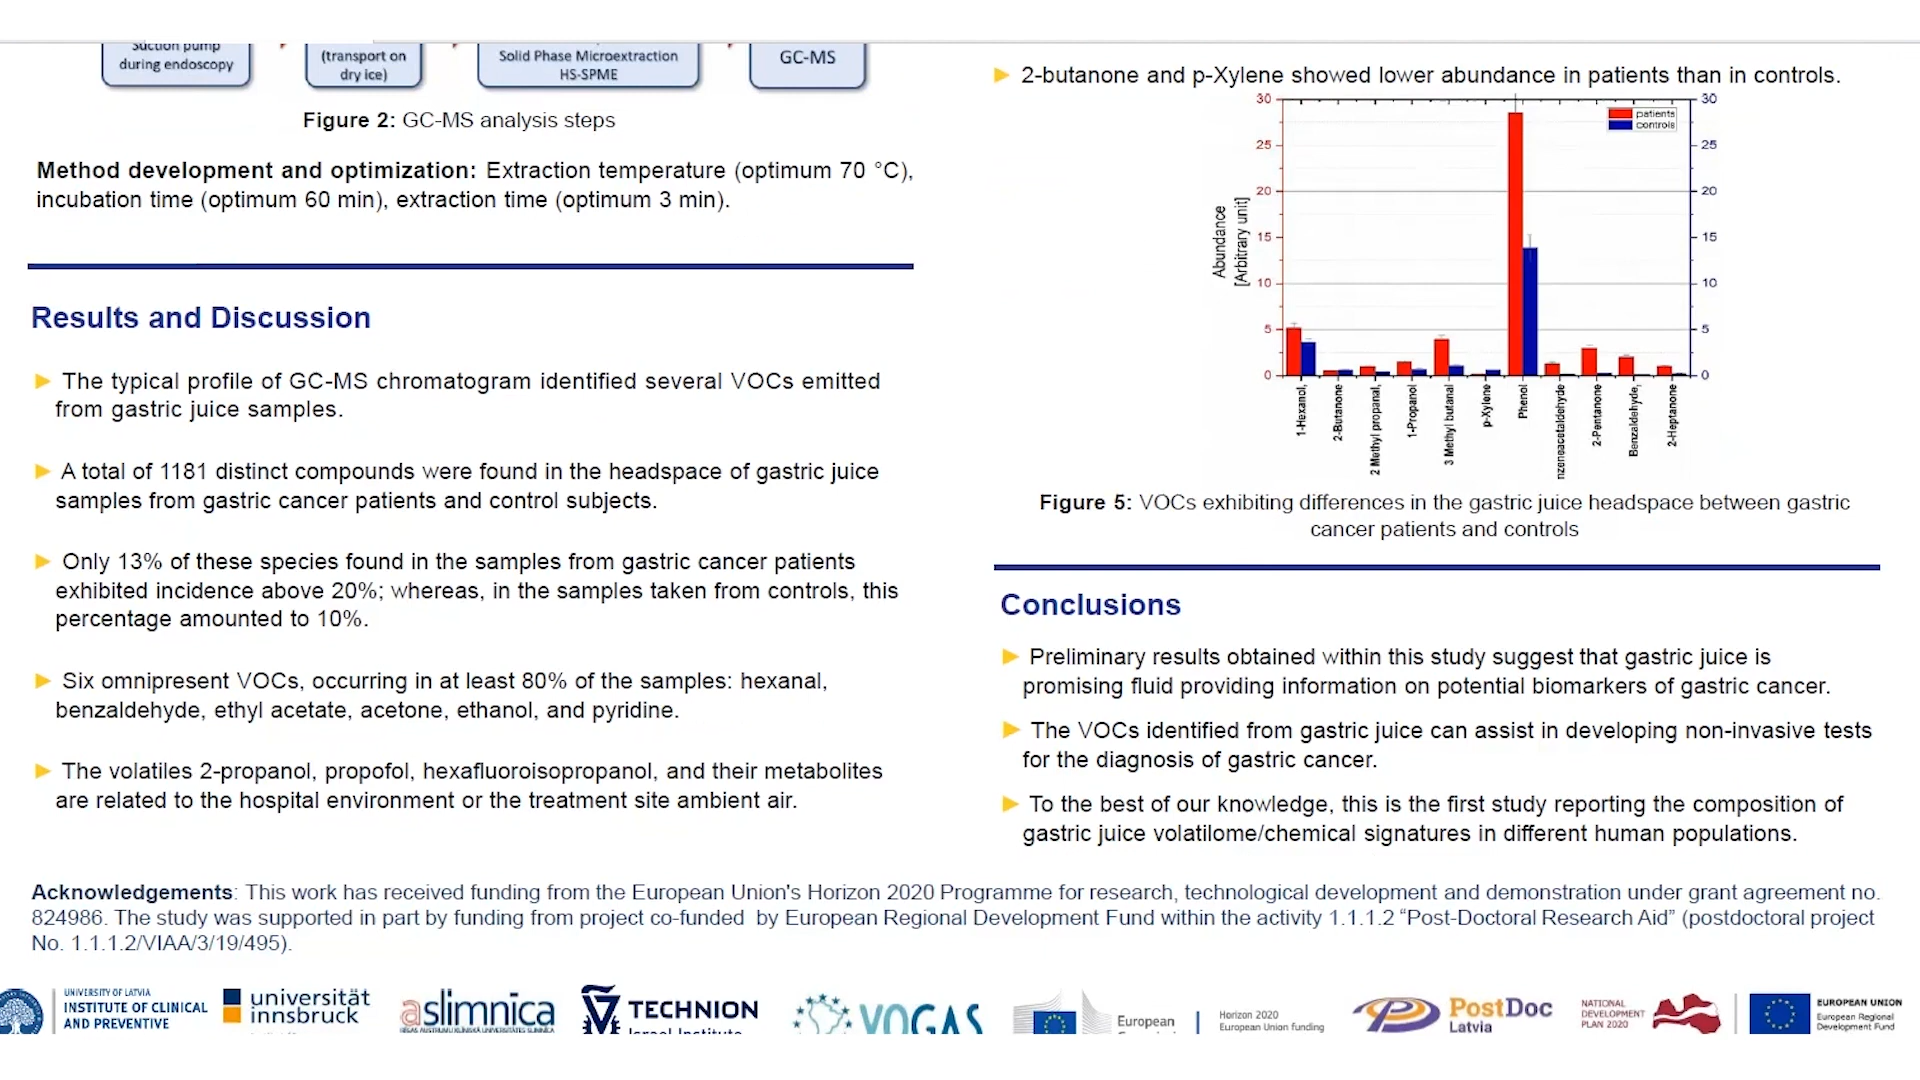 Suction pump
during endoscopy
(transport on
dry ice)
Solid Phase Microextraction
HS-SPME
GC-MS
Figure 2: GC-MS analysis steps
Method development and optimization: Extraction temperature (optimum 70 °C),
incubation time (optimum 60 min), extraction time (optimum 3 min).
Results and Discussion
The typical profile of GC-MS chromatogram identified several VOCs emitted
from gastric juice samples.
A total of 1181 distinct compounds were found in the headspace of gastric juice
samples from gastric cancer patients and control subjects.
Only 13% of these species found in the samples from gastric cancer patients
exhibited incidence above 20%; whereas, in the samples taken from controls, this
percentage amounted to 10%.
Six omnipresent VOCs, occurring in at least 80% of the samples: hexanal,
benzaldehyde, ethyl acetate, acetone, ethanol, and pyridine.
The volatiles 2-propanol, propofol, hexafluoroisopropanol, and their metabolites
are related to the hospital environment or the treatment site ambient air.
2-butanone and p-Xylene showed lower abundance in patients than in controls.
30
25
20
15
10
5
0
Abundance
[Arbitrary unit]
patients
controls
30
25
20
15
10
5
0
1-Hexanol,
2-Butanone
2 Methyl propanal,
1-Propanol
3 Methyl butanal
p-Xylene
Phenol
nzeneacetaldehyde
2-Pentanone
Benzaldehyde,
2-Heptanone
Figure 5: VOCs exhibiting differences in the gastric juice headspace between gastric
cancer patients and controls
Conclusions
Preliminary results obtained within this study suggest that gastric juice is
promising fluid providing information on potential biomarkers of gastric cancer.
The VOCs identified from gastric juice can assist in developing non-invasive tests
for the diagnosis of gastric cancer.
To the best of our knowledge, this is the first study reporting the composition of
gastric juice volatilome/chemical signatures in different human populations.
Acknowledgements: This work has received funding from the European Union's Horizon 2020 Programme for research, technological development and demonstration under grant agreement no.
824986. The study was supported in part by funding from project co-funded by European Regional Development Fund within the activity 1.1.1.2 “Post-Doctoral Research Aid” (postdoctoral project
No. 1.1.1.2/VIAA/3/19/495).
UNIVERSITY OF LATVIA
INSTITUTE OF CLINICAL
AND PREVENTIVE
universität
innsbruck
aslimnica
TECHNION
Israel Institute
VOGAS
European
Horizon 2020
European Union funding
PostDoc
Latvia
NATIONAL
DEVELOPMENT
PLAN 2020
EUROPEAN UNION
European Regional
Development Fund